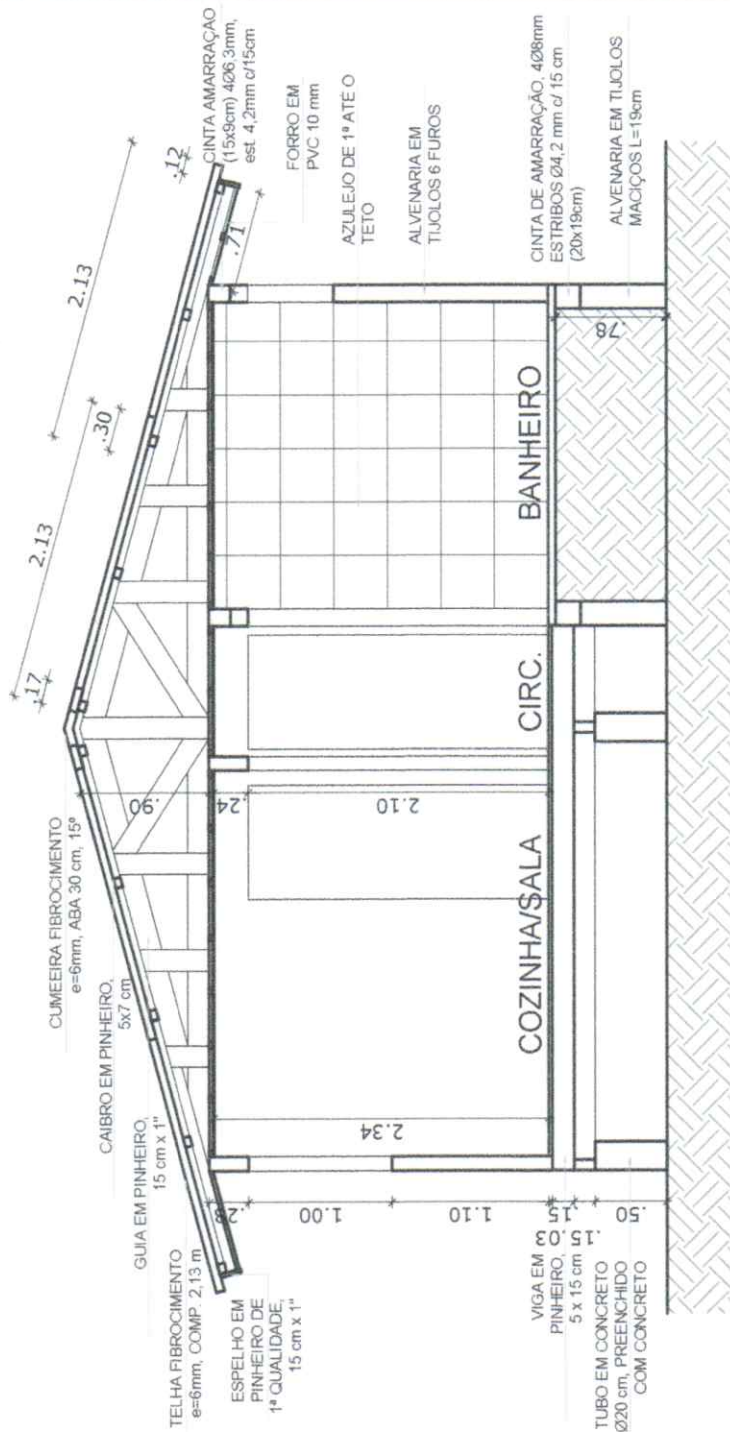 CUMEEIRA FIBROCIMENTO
e=6mm, ABA 30 cm, 15º
CAIBRO EM PINHEIRO,
5x7 cm
GUIA EM PINHEIRO,
15 cm x 1"
TELHA FIBROCIMENTO
e=6mm, COMP. 2,13 m
ESPELHO EM
PINHEIRO DE
1ª QUALIDADE,
15 cm x 1"
VIGA EM
PINHEIRO,
5 x 15 cm
TUBO EM CONCRETO
Ø20 cm, PREENCHIDO
COM CONCRETO
.17
2.13
.30
2.13
.12
.71
.90
.24
2.10
2.34
.28
1.00
1.10
.15
.03
.15
.50
.78
COZINHA/SALA
CIRC.
BANHEIRO
CINTA AMARRAÇÃO
(15x9cm) 4Ø6,3mm,
est. 4,2mm c/15cm
FORRO EM
PVC 10 mm
AZULEJO DE 1ª ATÉ O
TETO
ALVENARIA EM
TIJOLOS 6 FUROS
CINTA DE AMARRAÇÃO, 4Ø8mm
ESTRIBOS Ø4,2 mm c/ 15 cm
(20x19cm)
ALVENARIA EM TIJOLOS
MACIÇOS L=19cm